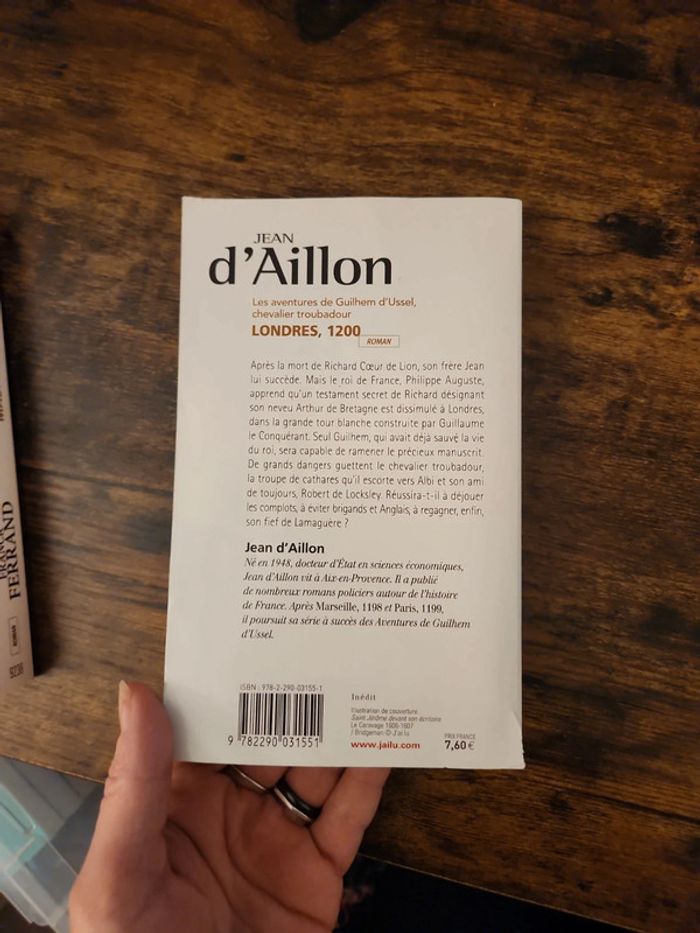 JEAN
d'Aillon
Les aventures de Guilhem d'Ussel,
chevalier troubadour
LONDRES, 1200
ROMAN
Après la mort de Richard Cœur de Lion, son frère Jean
lui succède. Mais le roi de France, Philippe Auguste,
apprend qu'un testament secret de Richard désignant
son neveu Arthur de Bretagne est dissimulé à Londres,
dans la grande tour blanche construite par Guillaume
le Conquérant. Seul Guilhem, qui avait déjà sauvé la vie
du roi, sera capable de ramener le précieux manuscrit.
De grands dangers guettent le chevalier troubadour,
la troupe de cathares qu'il escorte vers Albi et son ami
de toujours, Robert de Locksley. Réussira-t-il à déjouer
les complots, à éviter brigands et Anglais, à regagner, enfin,
son fief de Lamaguère ?
Jean d'Aillon
Né en 1948, docteur d'État en sciences économiques,
Jean d'Aillon vit à Aix-en-Provence. Il a publié
de nombreux romans policiers autour de l'histoire
de France. Après Marseille, 1198 et Paris, 1199,
il poursuit sa série à succès des Aventures de Guilhem
d'Ussel.
ISBN : 978-2-290-03155-1
9 782290 031551
Inédit
Illustration de couverture
Saint Jérôme devant son écritoire
Le Caravage 1606-1607
/ Bridgeman © J'ai lu
www.jailu.com
PRIX FRANCE
7,60 €
FRANCK
FERRAND
ROMAN
9236